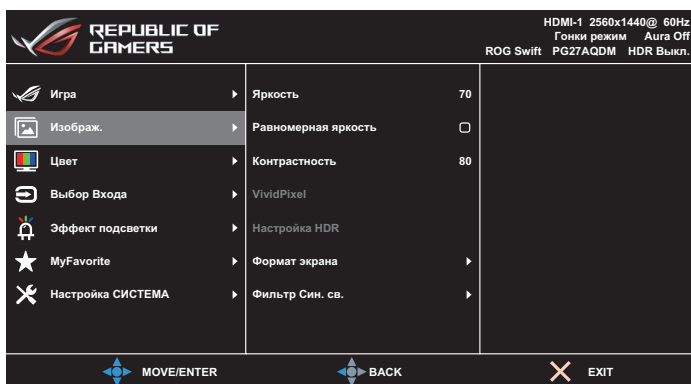 REPUBLIC OF
GAMERS
HDMI-1 2560x1440@ 60Hz
Гонки режим Aura Off
ROG Swift PG27AQDM HDR Выкл.
Игра
Яркость 70
Изображ.
Равномерная яркость
Цвет
Контрастность 80
Выбор Входа
VividPixel
Эффект подсветки
Настройка HDR
MyFavorite
Формат экрана
Настройка СИСТЕМА
Фильтр Син. св.
MOVE/ENTER
BACK
EXIT